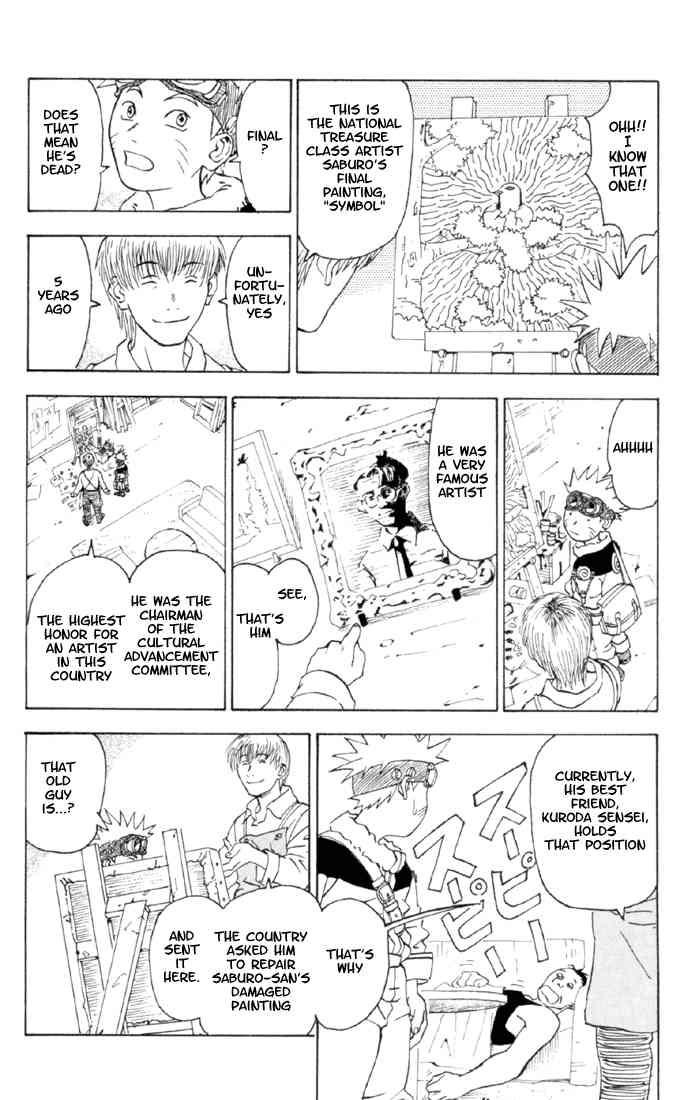 OHH!!
I
KNOW
THAT
ONE!!
THIS IS
THE NATIONAL
TREASURE
CLASS ARTIST
SABURO'S
FINAL
PAINTING,
"SYMBOL"
FINAL
?
DOES
THAT
MEAN
HE'S
DEAD?
UN-
FORTU-
NATELY,
YES
5
YEARS
AGO
AHHHH
HE WAS
A VERY
FAMOUS
ARTIST
SEE,
THAT'S
HIM
HE WAS THE
CHAIRMAN
OF THE
CULTURAL
ADVANCEMENT
COMMITTEE,
THE HIGHEST
HONOR FOR
AN ARTIST
IN THIS
COUNTRY
CURRENTLY,
HIS BEST
FRIEND,
KURODA SENSEI,
HOLDS
THAT POSITION
スーピー
スピー
THAT'S
WHY
THAT
OLD
GUY
IS...?
THE COUNTRY
ASKED HIM
TO REPAIR
SABURO-SAN'S
DAMAGED
PAINTING
AND
SENT
IT
HERE.